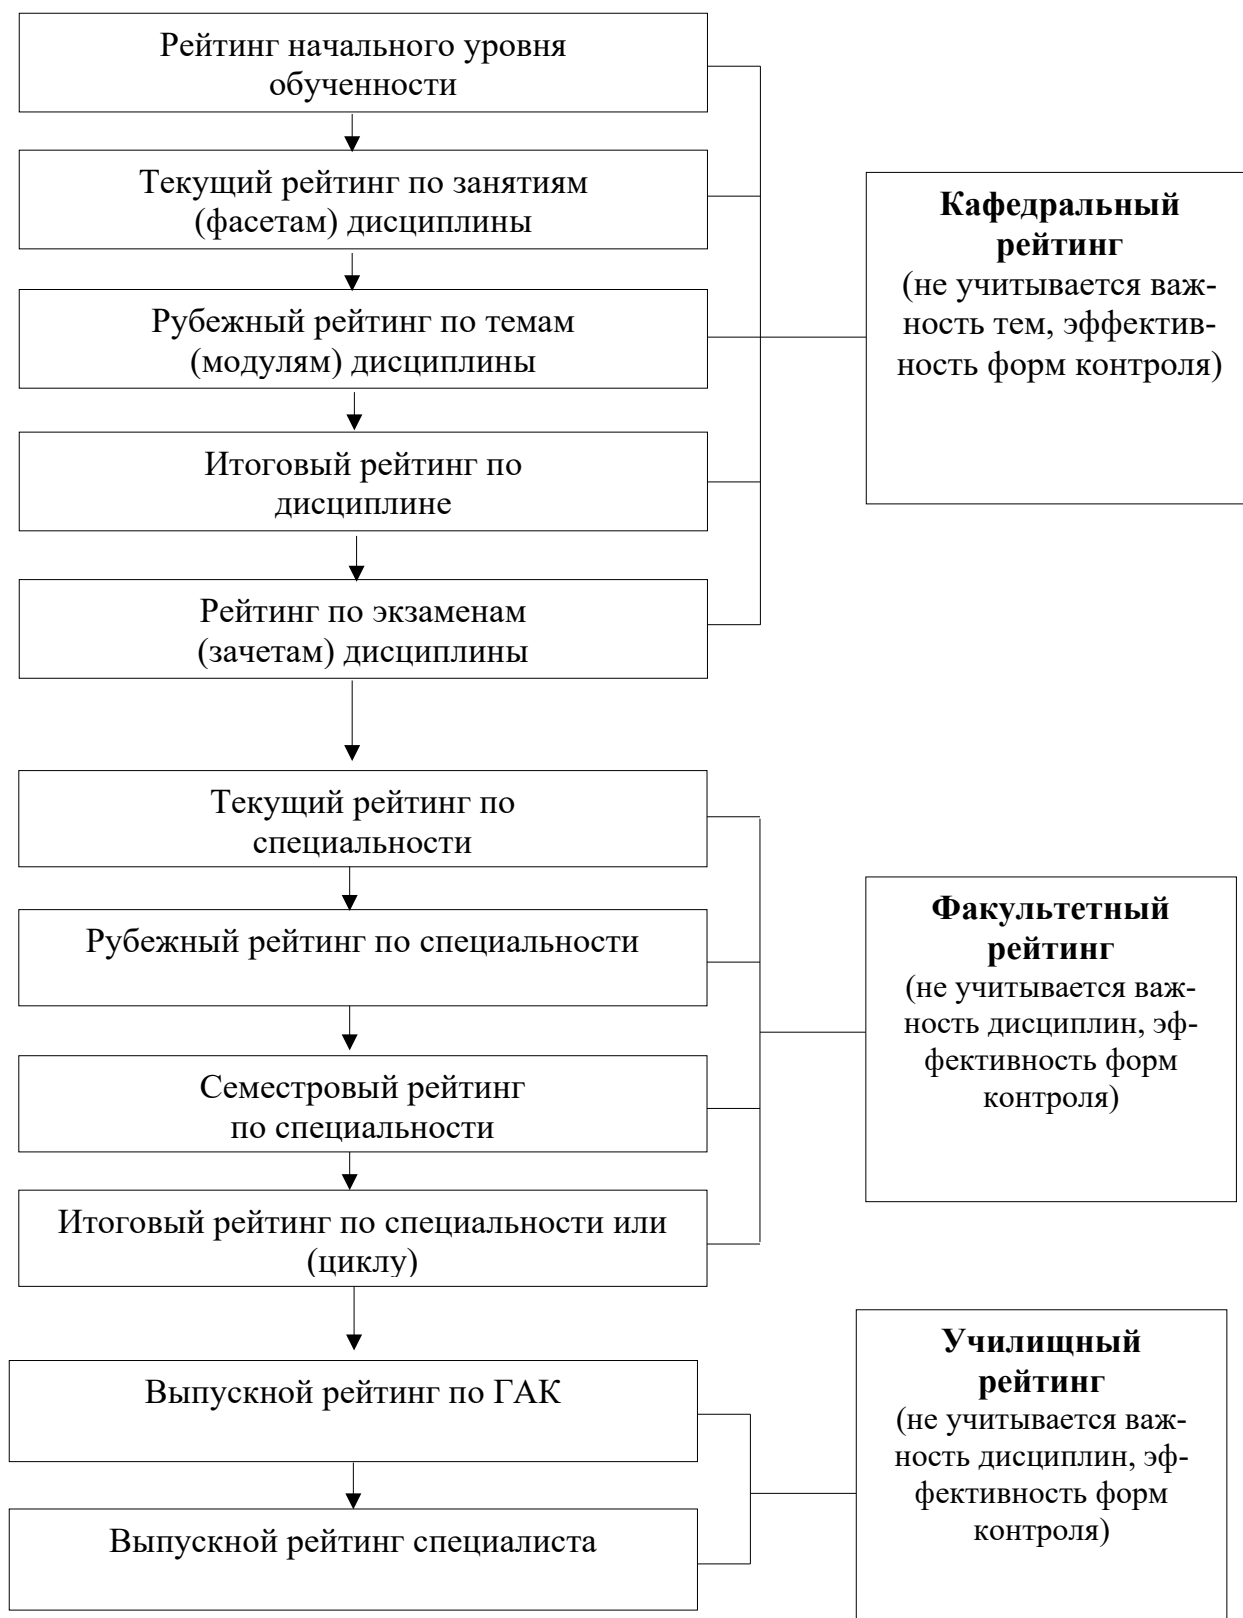 Рейтинг начального уровня
обученности
Текущий рейтинг по занятиям
(фасетам) дисциплины
Рубежный рейтинг по темам
(модулям) дисциплины
Итоговый рейтинг по
дисциплине
Рейтинг по экзаменам
(зачетам) дисциплины
Кафедральный
рейтинг
(не учитывается важ-
ность тем, эффектив-
ность форм контроля)
Текущий рейтинг по
специальности
Рубежный рейтинг по специальности
Семестровый рейтинг
по специальности
Итоговый рейтинг по специальности или
(циклу)
Факультетный
рейтинг
(не учитывается важ-
ность дисциплин, эф-
фективность форм
контроля)
Выпускной рейтинг по ГАК
Выпускной рейтинг специалиста
Училищный
рейтинг
(не учитывается важ-
ность дисциплин, эф-
фективность форм
контроля)